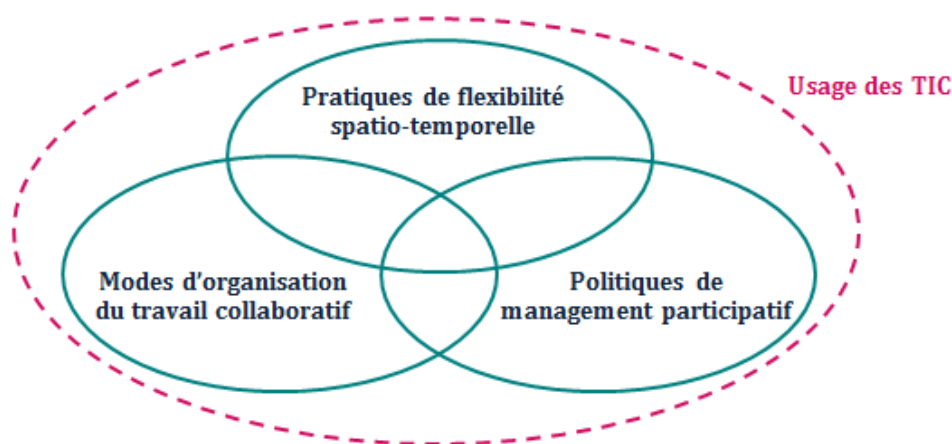 Pratiques de flexibilité
spatio-temporelle
Usage des TIC
Modes d'organisation
du travail collaboratif
Politiques de
management participatif